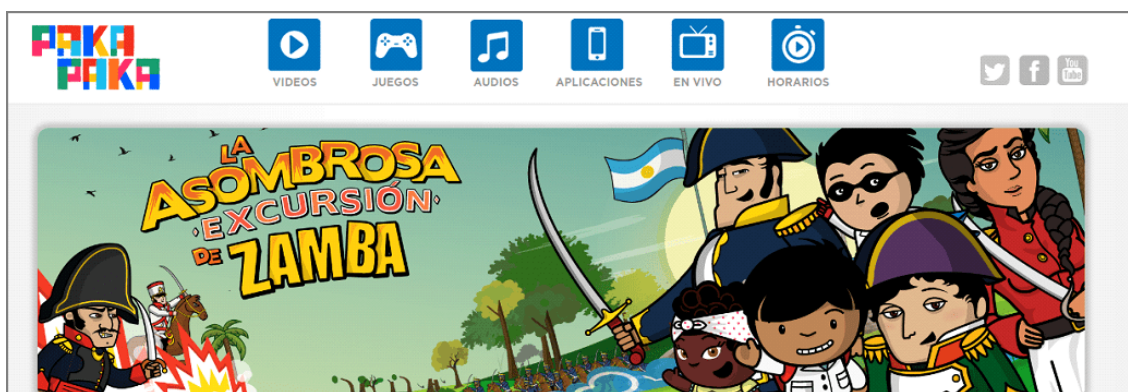 PAKA
PAKA
VIDEOS
JUEGOS
AUDIOS
APLICACIONES
EN VIVO
HORARIOS
You
Tube
LA
ASOMBROSA
EXCURSIÓN
DE ZAMBA